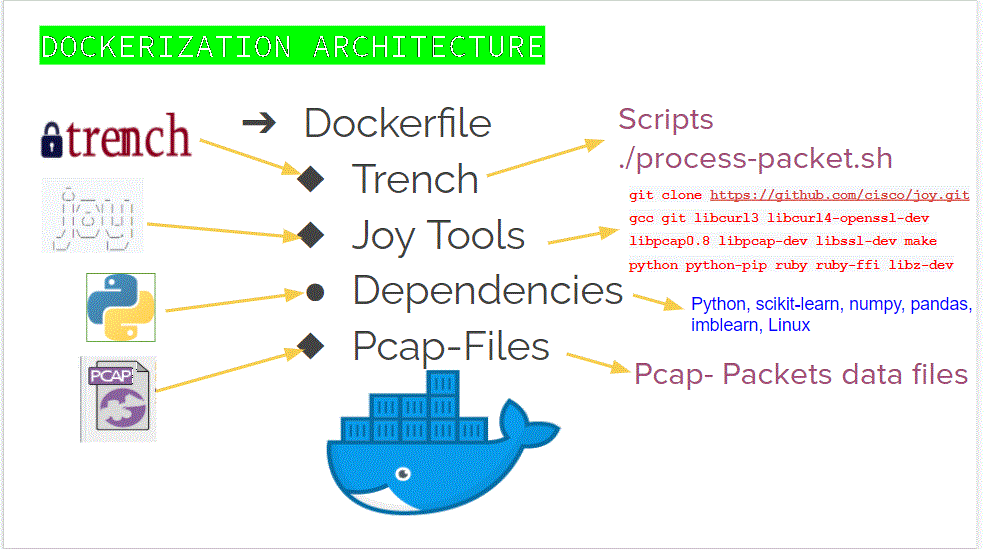 DOCKERIZATION ARCHITECTURE
trench
joy
PCAP
➔ Dockerfile
◆ Trench
◆ Joy Tools
● Dependencies
◆ Pcap-Files
Scripts
./process-packet.sh
git clone https://github.com/cisco/joy.git
gcc git libcurl3 libcurl4-openssl-dev
libpcap0.8 libpcap-dev libssl-dev make
python python-pip ruby ruby-ffi libz-dev
Python, scikit-learn, numpy, pandas,
imblearn, Linux
Pcap- Packets data files